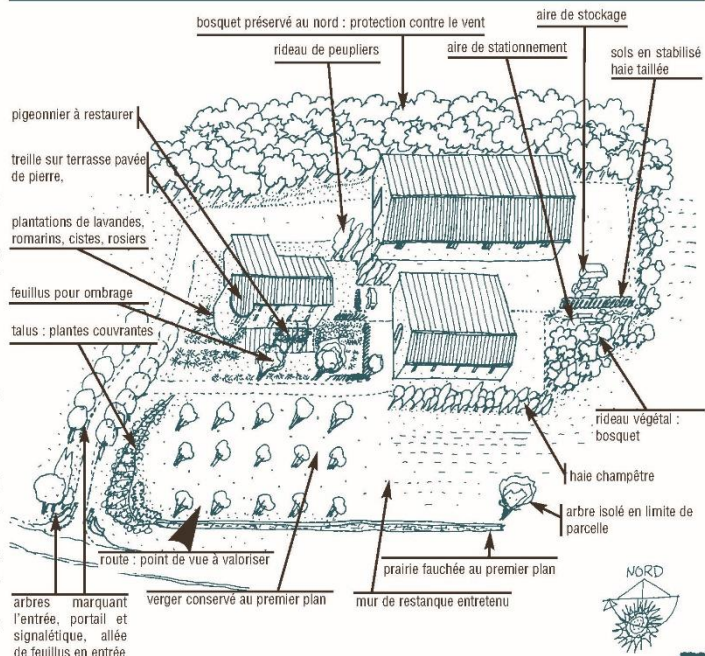 bosquet préservé au nord : protection contre le vent
aire de stockage
rideau de peupliers
aire de stationnement
sols en stabilisé
haie taillée
pigeonnier à restaurer
treille sur terrasse pavée
de pierre,
plantations de lavandes,
romarins, cistes, rosiers
feuillus pour ombrage
talus : plantes couvrantes
rideau végétal :
bosquet
haie champêtre
arbre isolé en limite de
parcelle
route : point de vue à valoriser
prairie fauchée au premier plan
verger conservé au premier plan
mur de restanque entretenu
arbres marquant
l'entrée, portail et
signalétique, allée
de feuillus en entrée
NORD